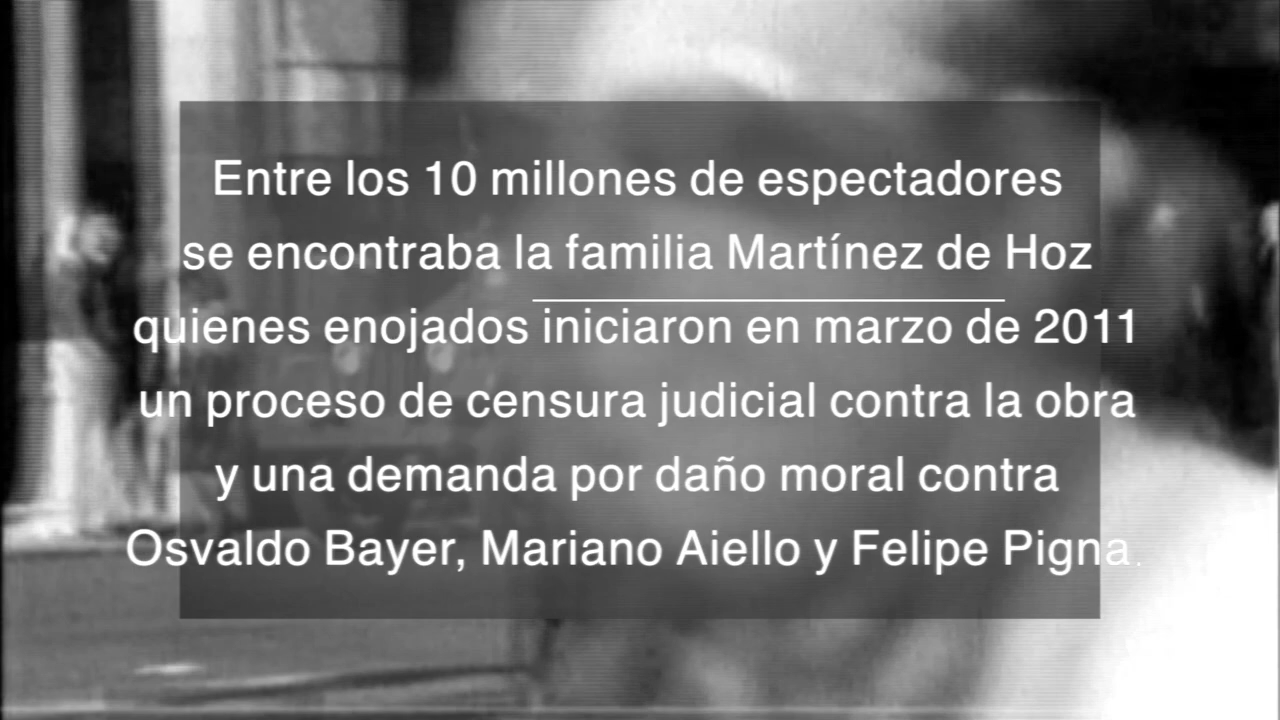 Entre los 10 millones de espectadores
se encontraba la familia Martínez de Hoz
quienes enojados iniciaron en marzo de 2011
un proceso de censura judicial contra la obra
y una demanda por daño moral contra
Osvaldo Bayer, Mariano Aiello y Felipe Pigna.